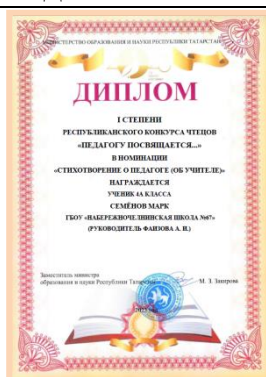 МИНИСТЕРСТВО ОБРАЗОВАНИЯ И НАУКИ РЕСПУБЛИКИ ТАТАРСТАН
ДИПЛОМ
I СТЕПЕНИ
РЕСПУБЛИКАНСКОГО КОНКУРСА ЧТЕЦОВ
«ПЕДАГОГУ ПОСВЯЩАЕТСЯ...»
В НОМИНАЦИИ
«СТИХОТВОРЕНИЕ О ПЕДАГОГЕ (ОБ УЧИТЕЛЕ)»
НАГРАЖДАЕТСЯ
УЧЕНИК 4А КЛАССА
СЕМЁНОВ МАРК
ГБОУ «НАБЕРЕЖНОЧЕЛНИНСКАЯ ШКОЛА №67»
(РУКОВОДИТЕЛЬ ФАИЗОВА А. И.)
Заместитель министра
образования и науки Республики Татарстан
М. З. Закирова